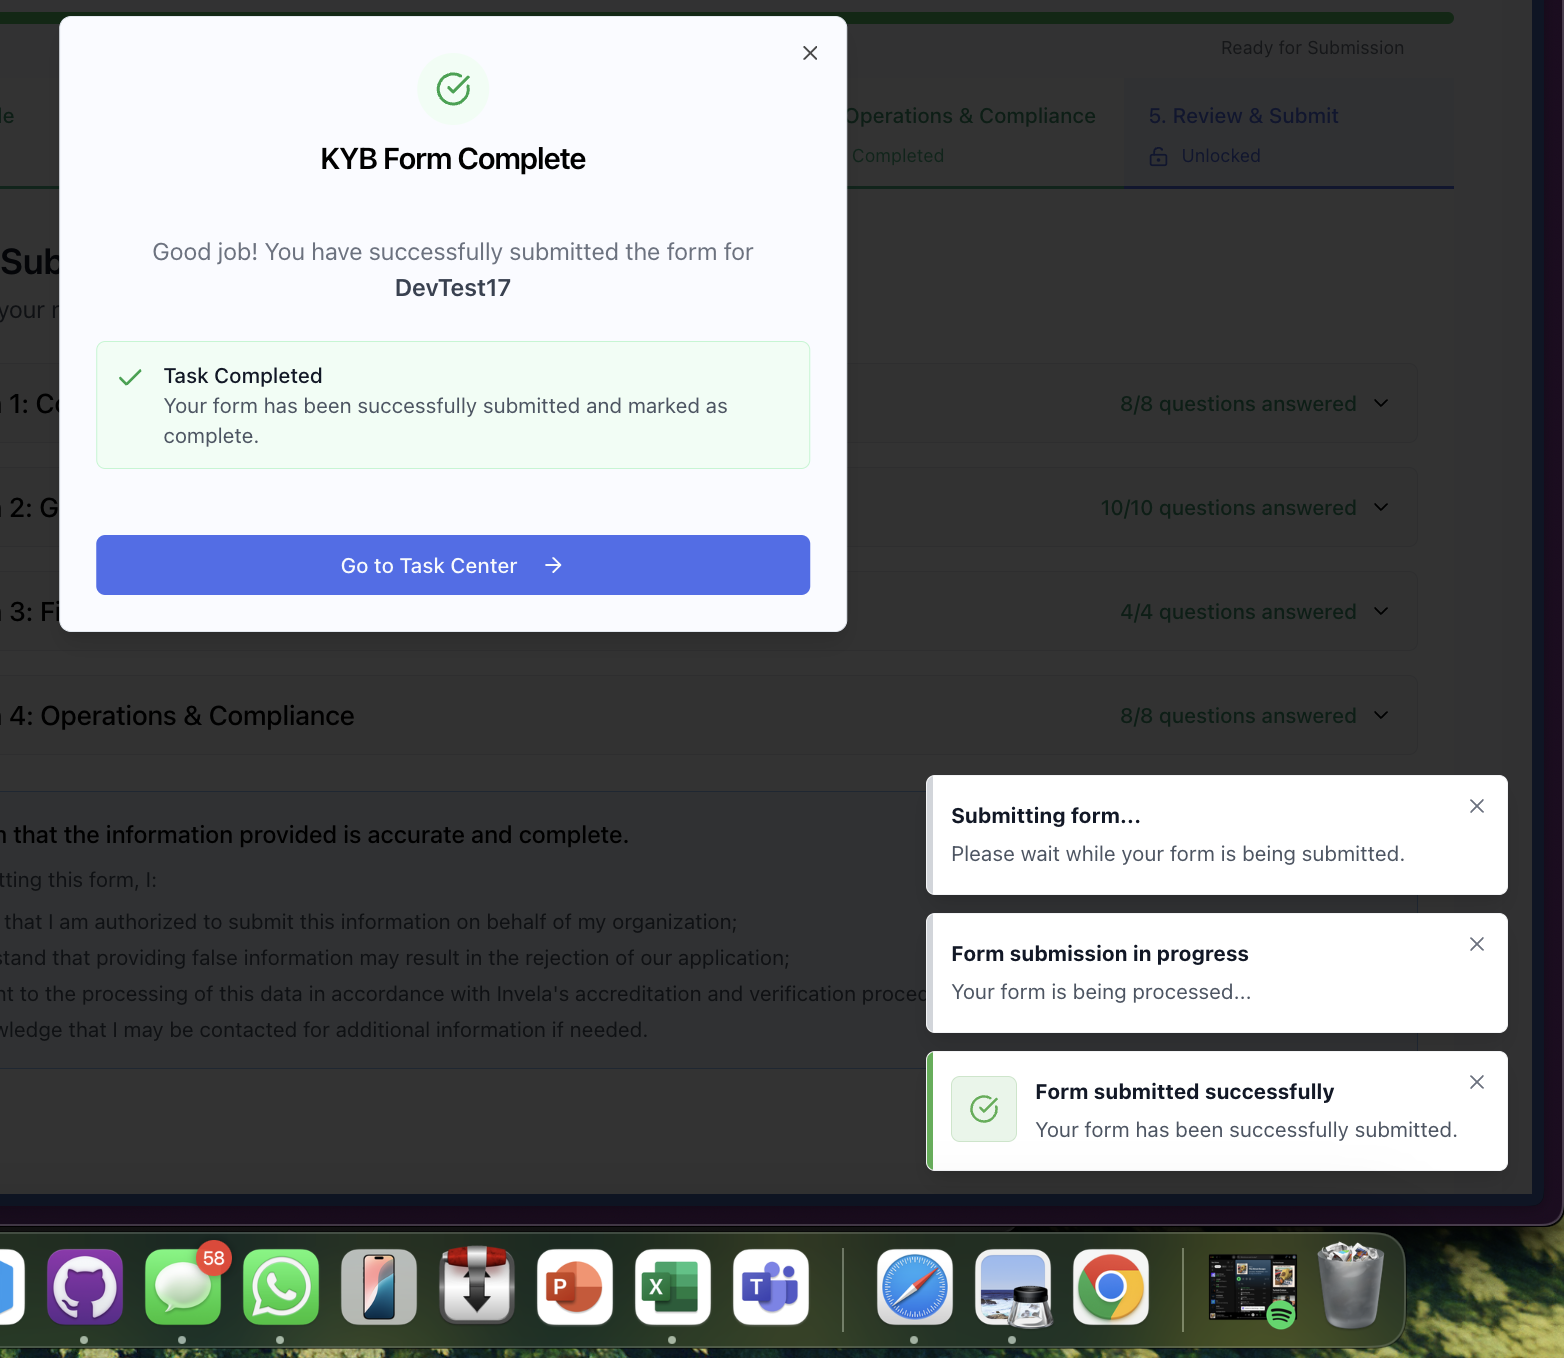 Ready for Submission
Operations & Compliance
Completed
5. Review & Submit
Unlocked
KYB Form Complete
Good job! You have successfully submitted the form for
DevTest17
Task Completed
Your form has been successfully submitted and marked as
complete.
Go to Task Center
Sub
your r
1: Co
8/8 questions answered
2: G
10/10 questions answered
3: Fi
4/4 questions answered
4: Operations & Compliance
8/8 questions answered
that the information provided is accurate and complete.
tting this form, I:
that I am authorized to submit this information on behalf of my organization;
stand that providing false information may result in the rejection of our application;
nt to the processing of this data in accordance with Invela's accreditation and verification proced
wledge that I may be contacted for additional information if needed.
Submitting form...
Please wait while your form is being submitted.
Form submission in progress
Your form is being processed...
Form submitted successfully
Your form has been successfully submitted.
58
P
X
T